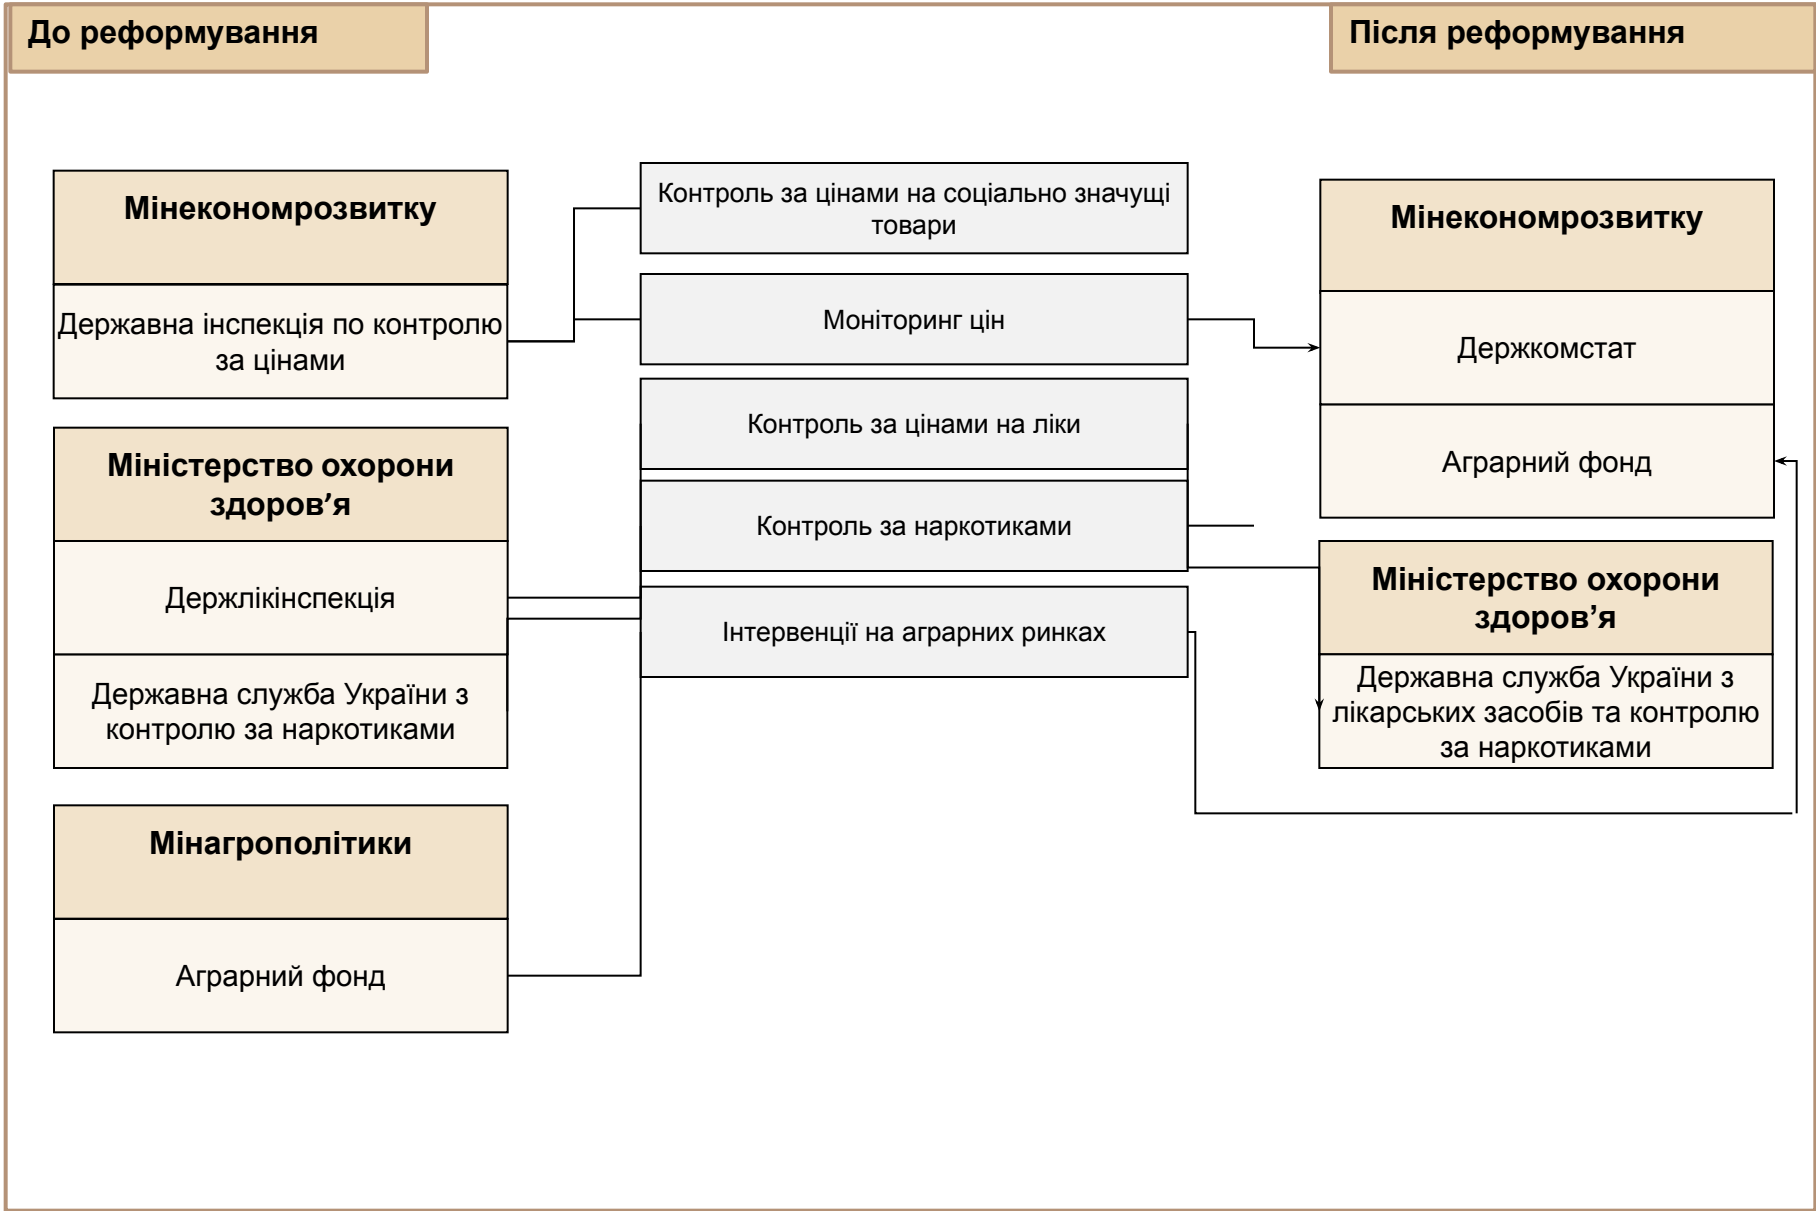 До реформування
Після реформування
Мінекономрозвитку
Державна інспекція по контролю
за цінами
Міністерство охорони
здоров’я
Держлікінспекція
Державна служба України з
контролю за наркотиками
Мінагрополітики
Аграрний фонд
Контроль за цінами на соціально значущі
товари
Моніторинг цін
Контроль за цінами на ліки
Контроль за наркотиками
Інтервенції на аграрних ринках
Мінекономрозвитку
Держкомстат
Аграрний фонд
Міністерство охорони
здоров’я
Державна служба України з
лікарських засобів та контролю
за наркотиками